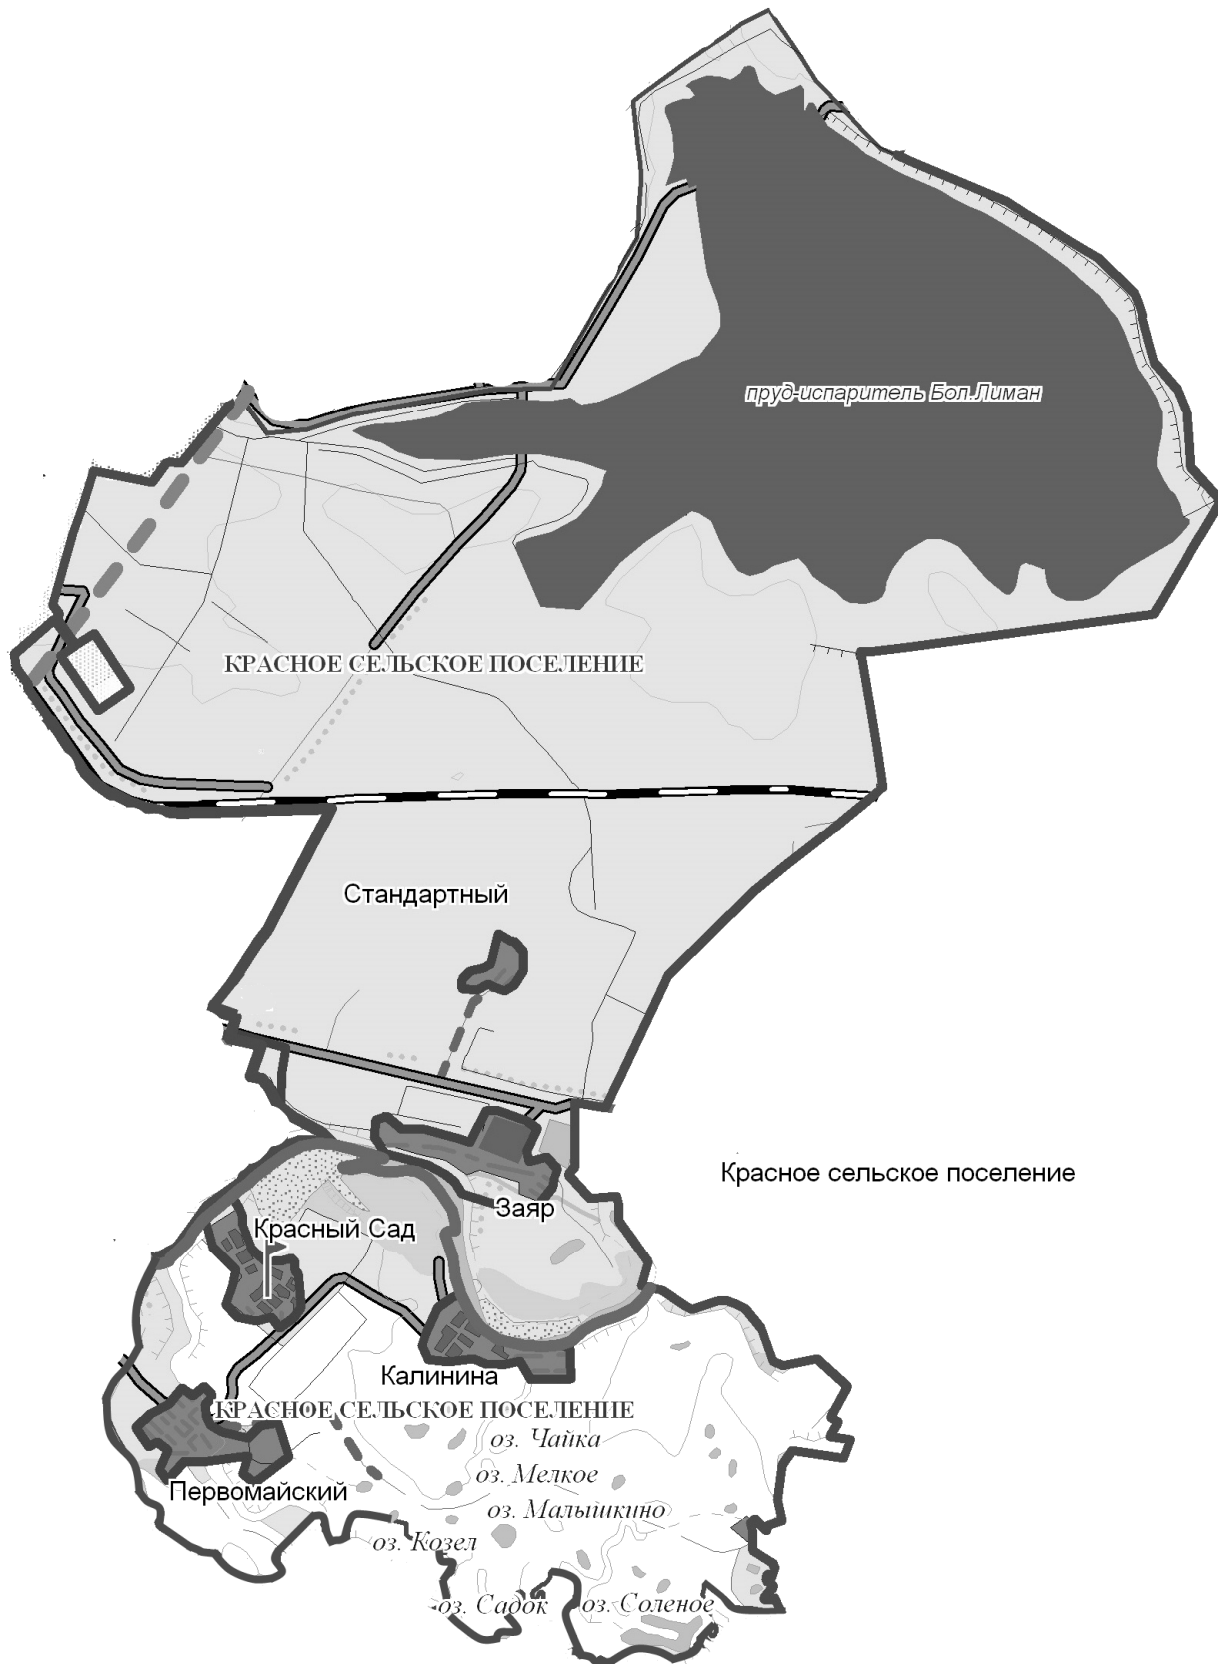 пруд-испаритель Бол.Лиман
КРАСНОЕ СЕЛЬСКОЕ ПОСЕЛЕНИЕ
Стандартный
Красное сельское поселение
Заяр
Красный Сад
Калинина
КРАСНОЕ СЕЛЬСКОЕ ПОСЕЛЕНИЕ
оз. Чайка
оз. Мелкое
Первомайский
оз. Малышкино
оз. Козел
оз. Садок
оз. Соленое